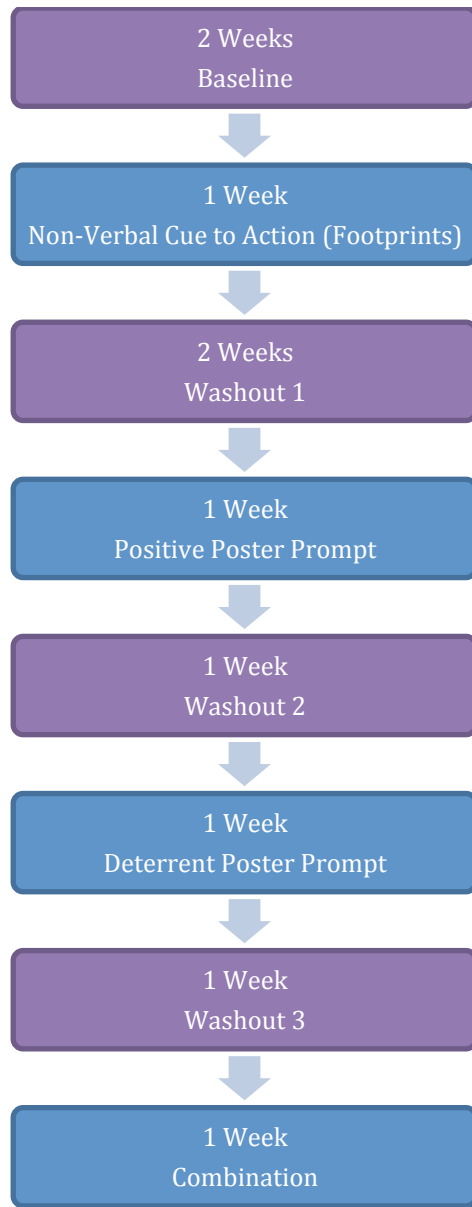 2 Weeks
Baseline
1 Week
Non-Verbal Cue to Action (Footprints)
2 Weeks
Washout 1
1 Week
Positive Poster Prompt
1 Week
Washout 2
1 Week
Deterrent Poster Prompt
1 Week
Washout 3
1 Week
Combination